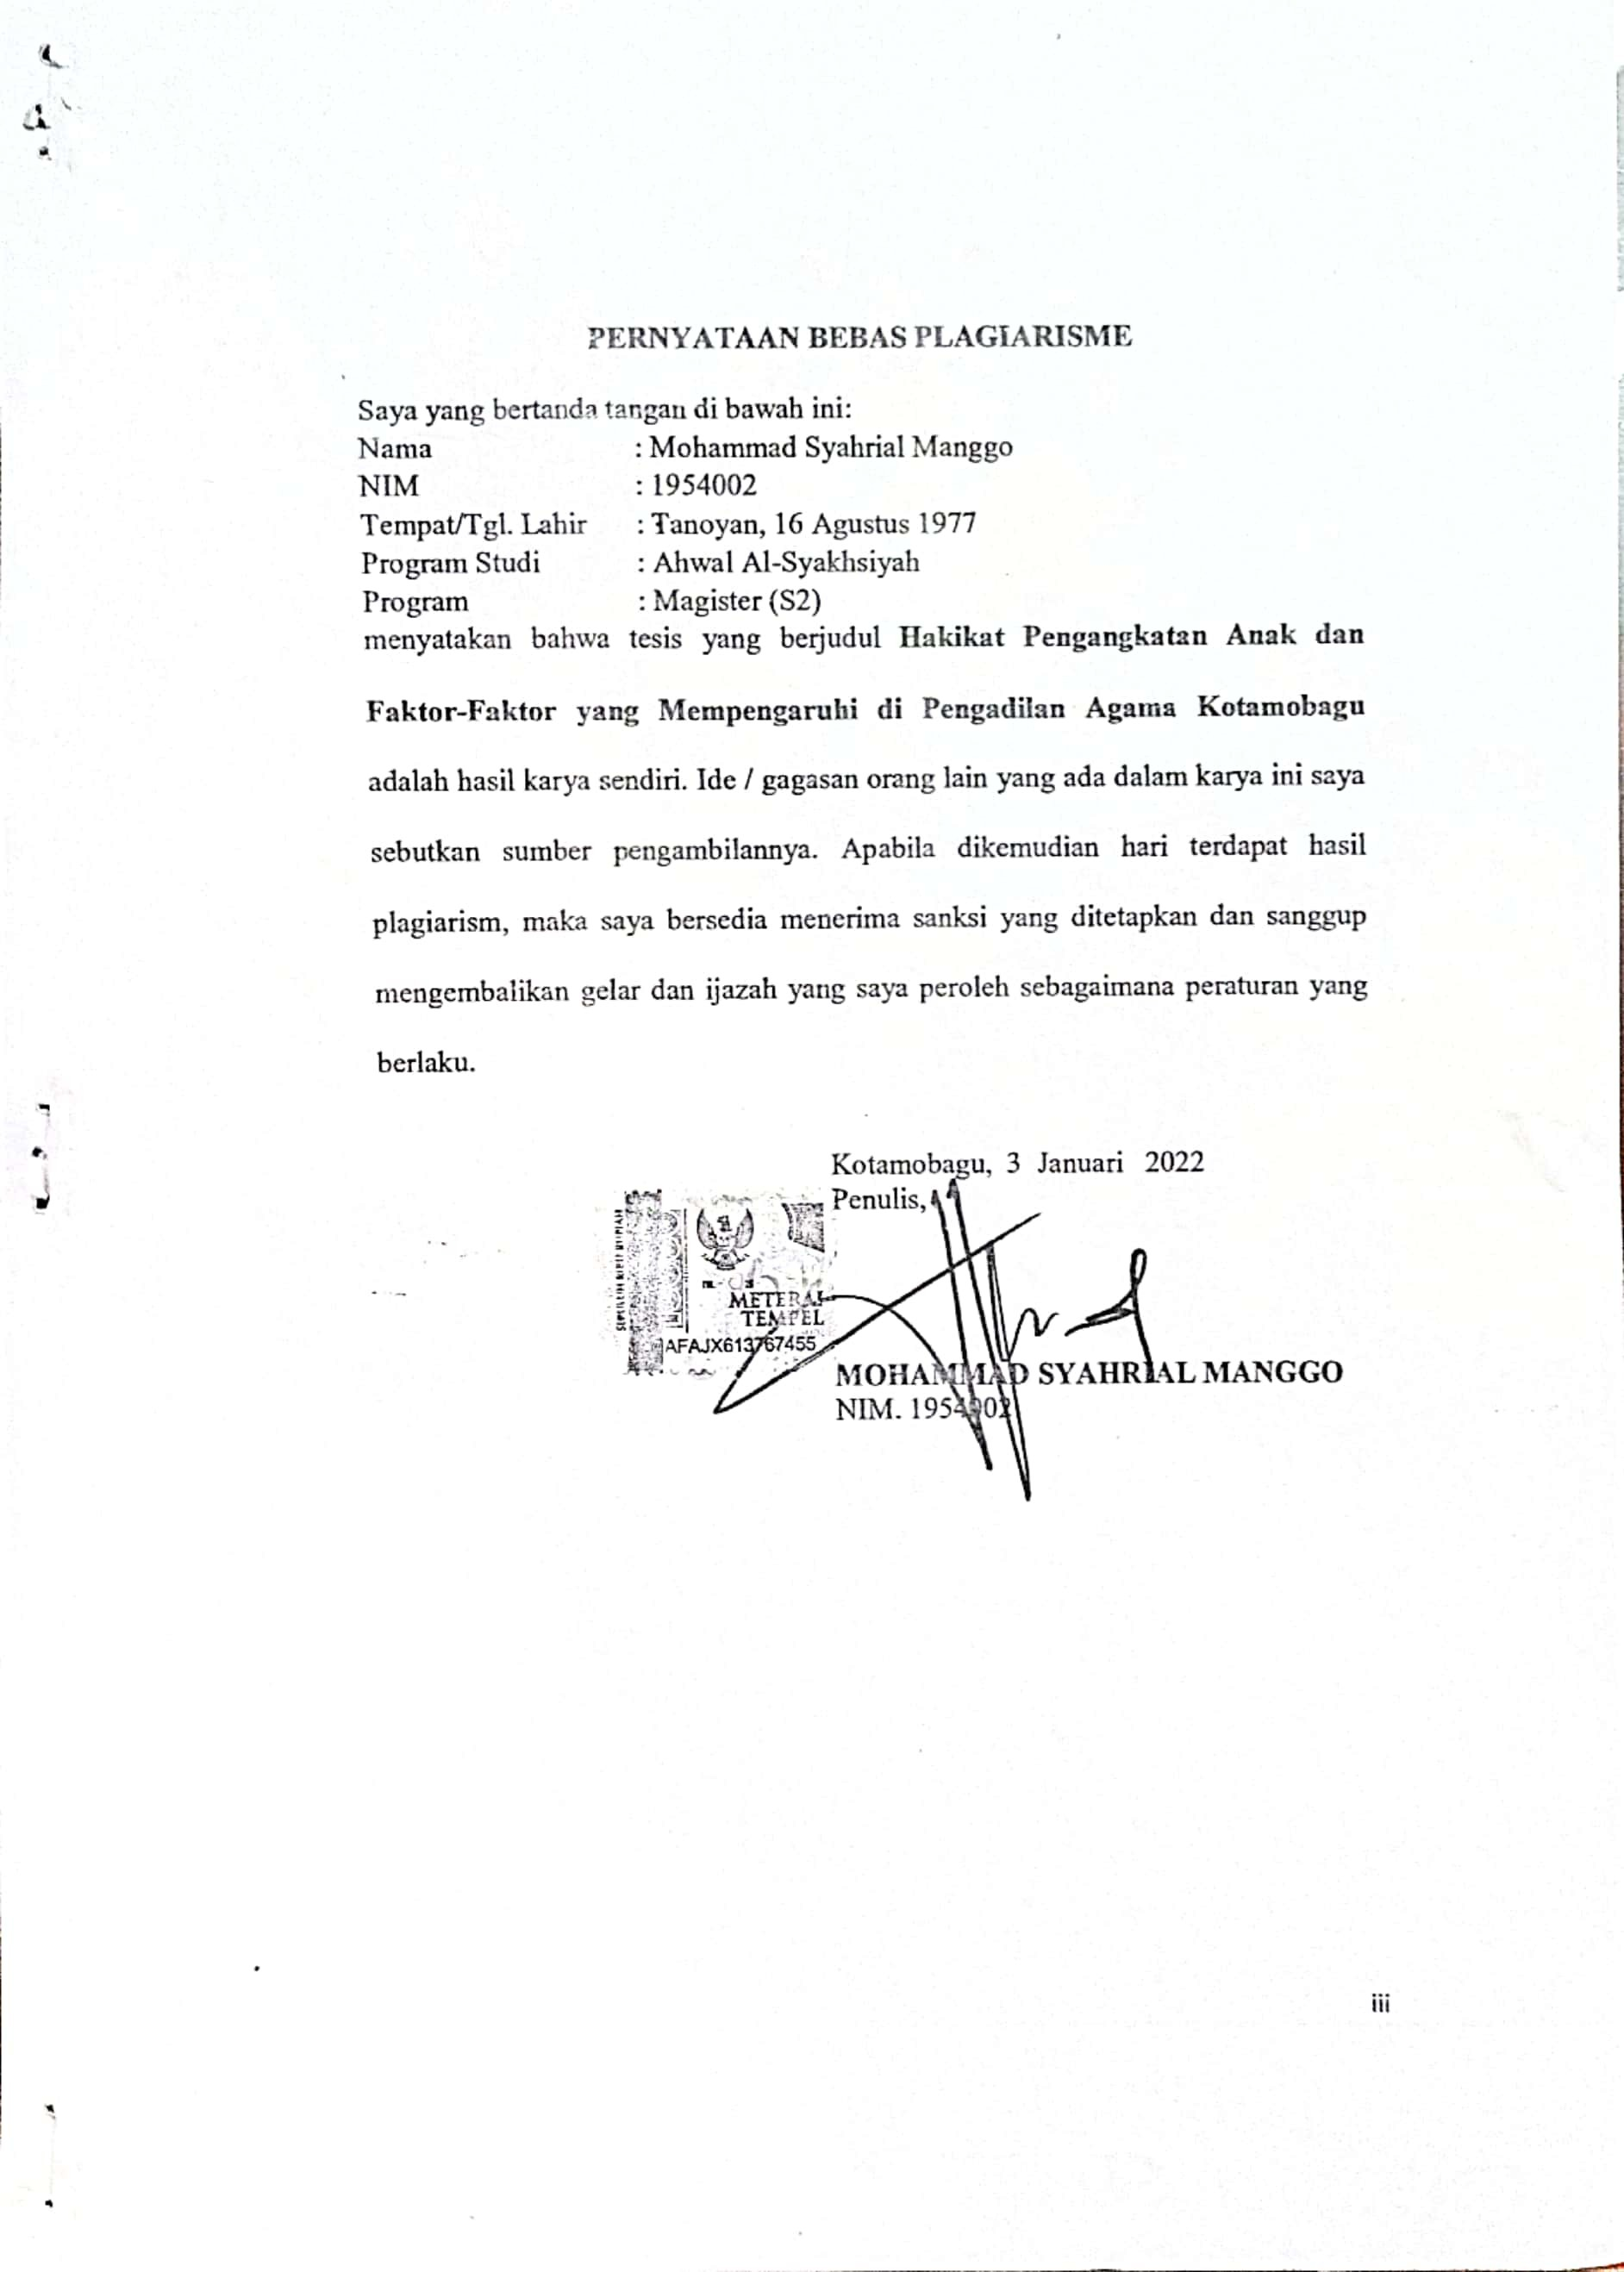 PERNYATAAN BEBAS PLAGIARISME
Saya yang bertanda tangan di bawah ini:
Nama : Mohammad Syahrial Manggo
NIM : 1954002
Tempat/Tgl. Lahir : Tanoyan, 16 Agustus 1977
Program Studi : Ahwal Al-Syakhsiyah
Program : Magister (S2)
menyatakan bahwa tesis yang berjudul Hakikat Pengangkatan Anak dan
Faktor-Faktor yang Mempengaruhi di Pengadilan Agama Kotamobagu
adalah hasil karya sendiri. Ide / gagasan orang lain yang ada dalam karya ini saya
sebutkan sumber pengambilannya. Apabila dikemudian hari terdapat hasil
plagiarism, maka saya bersedia menerima sanksi yang ditetapkan dan sanggup
mengembalikan gelar dan ijazah yang saya peroleh sebagaimana peraturan yang
berlaku.
Kotamobagu, 3 Januari 2022
Penulis,
METERAI
TEMPEL
AFAJX613767455
MOHAMMAD SYAHRIAL MANGGO
NIM. 1954002
iii